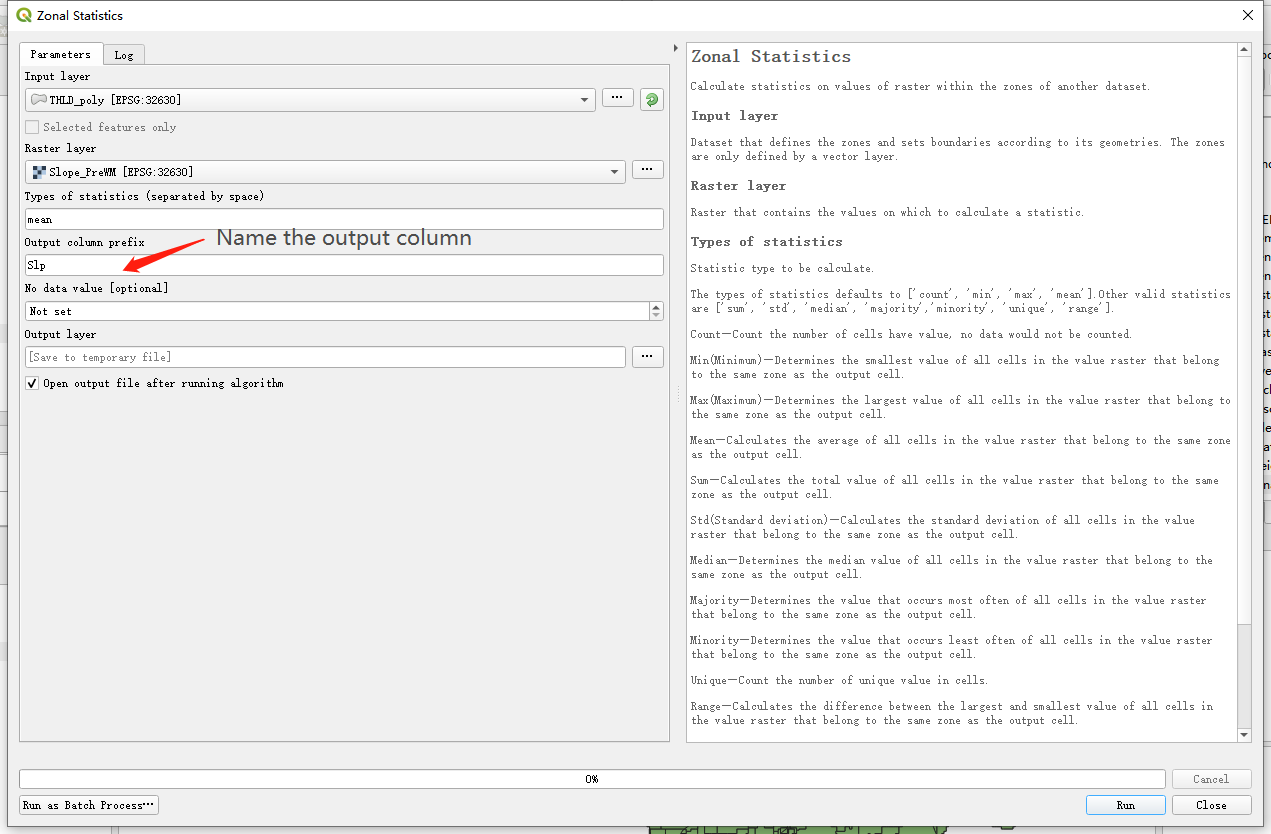 Zonal Statistics
Parameters
Log
Input layer
THLD_poly [EPSG:32630]
...
Selected features only
Raster layer
Slope_PreWM [EPSG:32630]
...
Types of statistics (separated by space)
mean
Output column prefix
Name the output column
Slp
No data value [optional]
Not set
Output layer
[Save to temporary file]
...
Open output file after running algorithm
Zonal Statistics
Calculate statistics on values of raster within the zones of another dataset.
Input layer
Dataset that defines the zones and sets boundaries according to its geometries. The zones
are only defined by a vector layer.
Raster layer
Raster that contains the values on which to calculate a statistic.
Types of statistics
Statistic type to be calculate.
The types of statistics defaults to ['count', 'min', 'max', 'mean'].Other valid statistics
are ['sum', 'std', 'median', 'majority','minority', 'unique', 'range'].
Count—Count the number of cells have value, no data would not be counted.
Min(Minimum)—Determines the smallest value of all cells in the value raster that belong
to the same zone as the output cell.
Max(Maximum)—Determines the largest value of all cells in the value raster that belong to
the same zone as the output cell.
Mean—Calculates the average of all cells in the value raster that belong to the same zone
as the output cell.
Sum—Calculates the total value of all cells in the value raster that belong to the same
zone as the output cell.
Std(Standard deviation)—Calculates the standard deviation of all cells in the value
raster that belong to the same zone as the output cell.
Median—Determines the median value of all cells in the value raster that belong to the
same zone as the output cell.
Majority—Determines the value that occurs most often of all cells in the value raster
that belong to the same zone as the output cell.
Minority—Determines the value that occurs least often of all cells in the value raster
that belong to the same zone as the output cell.
Unique—Count the number of unique value in cells.
Range—Calculates the difference between the largest and smallest value of all cells in
the value raster that belong to the same zone as the output cell.
0%
Cancel
Run as Batch Process…
Run
Close